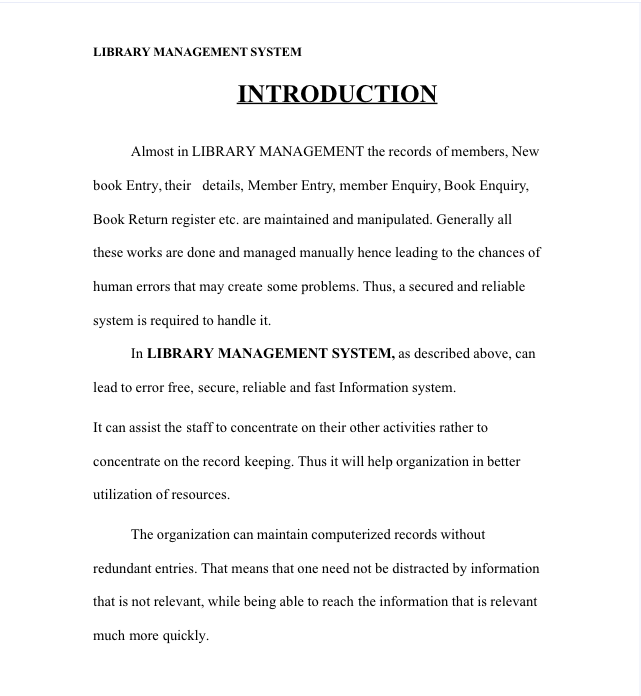 LIBRARY MANAGEMENT SYSTEM
INTRODUCTION
Almost in LIBRARY MANAGEMENT the records of members, New
book Entry, their details, Member Entry, member Enquiry, Book Enquiry,
Book Return register etc. are maintained and manipulated. Generally all
these works are done and managed manually hence leading to the chances of
human errors that may create some problems. Thus, a secured and reliable
system is required to handle it.
In LIBRARY MANAGEMENT SYSTEM, as described above, can
lead to error free, secure, reliable and fast Information system.
It can assist the staff to concentrate on their other activities rather to
concentrate on the record keeping. Thus it will help organization in better
utilization of resources.
The organization can maintain computerized records without
redundant entries. That means that one need not be distracted by information
that is not relevant, while being able to reach the information that is relevant
much more quickly.